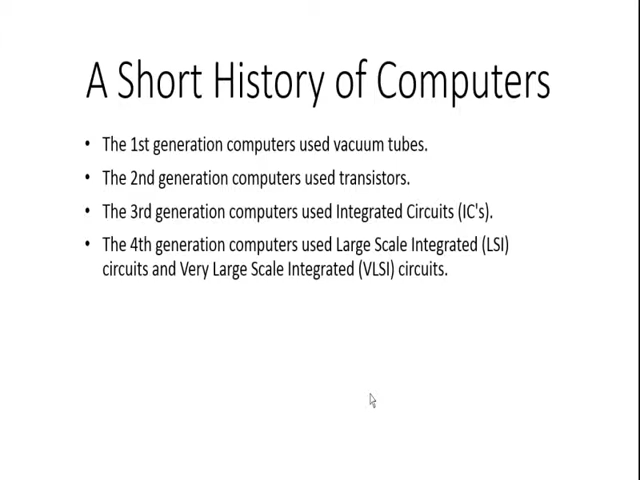 A Short History of Computers
• The 1st generation computers used vacuum tubes.
• The 2nd generation computers used transistors.
• The 3rd generation computers used Integrated Circuits (IC's).
• The 4th generation computers used Large Scale Integrated (LSI)
circuits and Very Large Scale Integrated (VLSI) circuits.